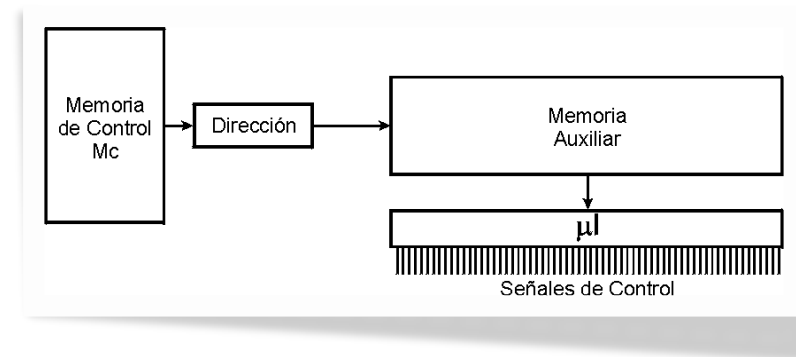 Memoria
de Control
Mc
Dirección
Memoria
Auxiliar
µI
Señales de Control